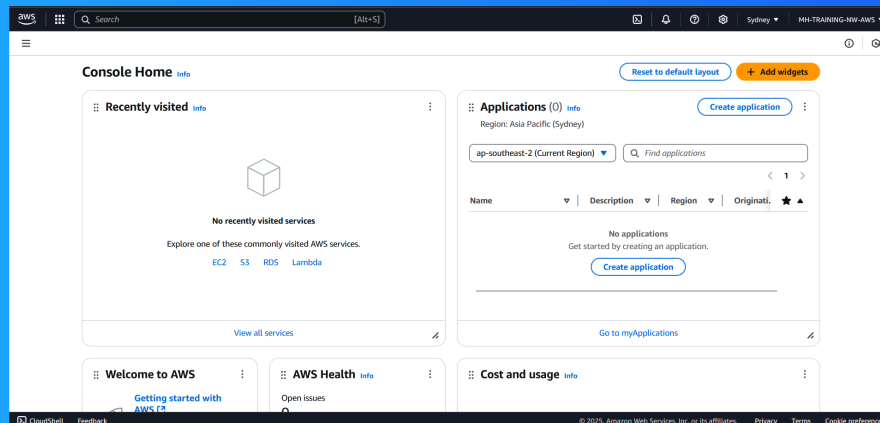 aws
Search [Alt+S]
Sydney MH-TRAINING-NW-AWS
Console Home Info
Reset to default layout
+ Add widgets
Recently visited Info
No recently visited services
Explore one of these commonly visited AWS services.
EC2 S3 RDS Lambda
View all services
Applications (0) Info
Create application
Region: Asia Pacific (Sydney)
ap-southeast-2 (Current Region)
Find applications
1
Name Description Region Originati.
No applications
Get started by creating an application.
Create application
Go to myApplications
Welcome to AWS
Getting started with
AWS
AWS Health Info
Open issues
Cost and usage Info
CloudShell Feedback © 2025, Amazon Web Services, Inc. or its affiliates. Privacy Terms Cookie preference